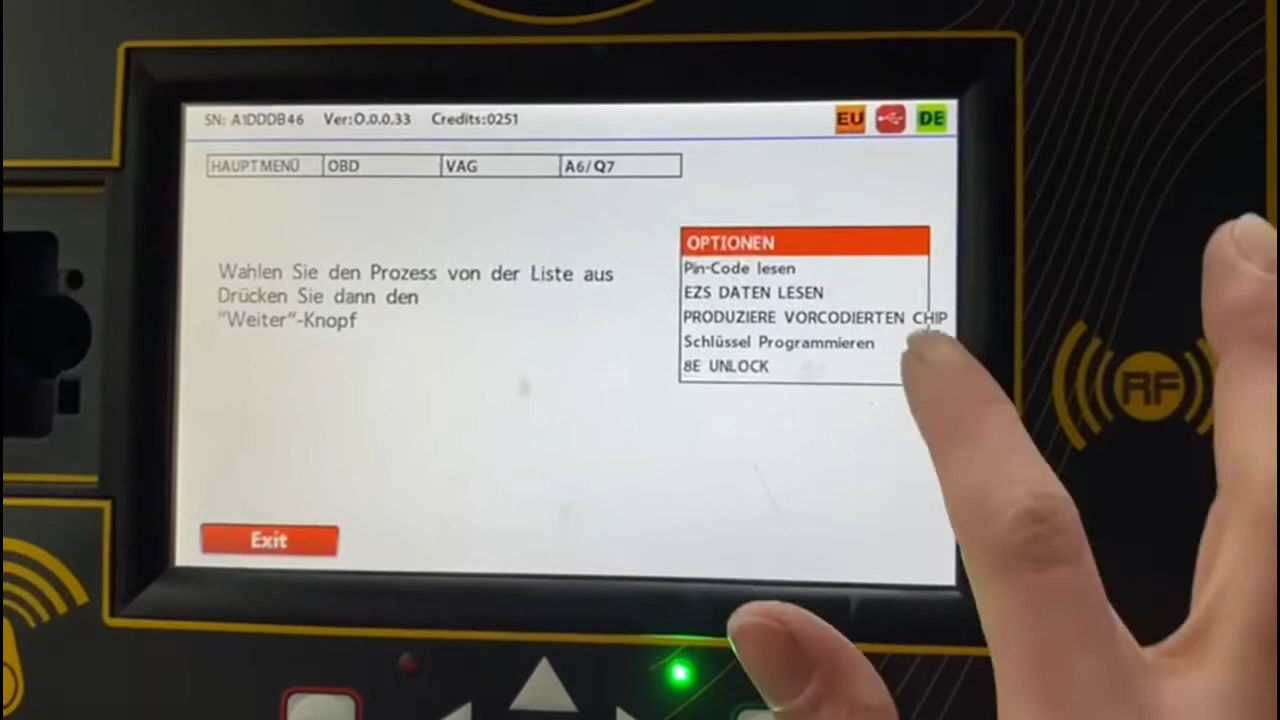 SN: A1DDDB46 Ver:0.0.0.33 Credits:0251 EU DE
HAUPTMENÜ OBD VAG A6/Q7
OPTIONEN
Pin-Code lesen
EZS DATEN LESEN
PRODUZIERE VORCODIERTEN CHIP
Schlüssel Programmieren
8E UNLOCK
Wahlen Sie den Prozess von der Liste aus
Drücken Sie dann den
"Weiter"-Knopf
Exit
RF